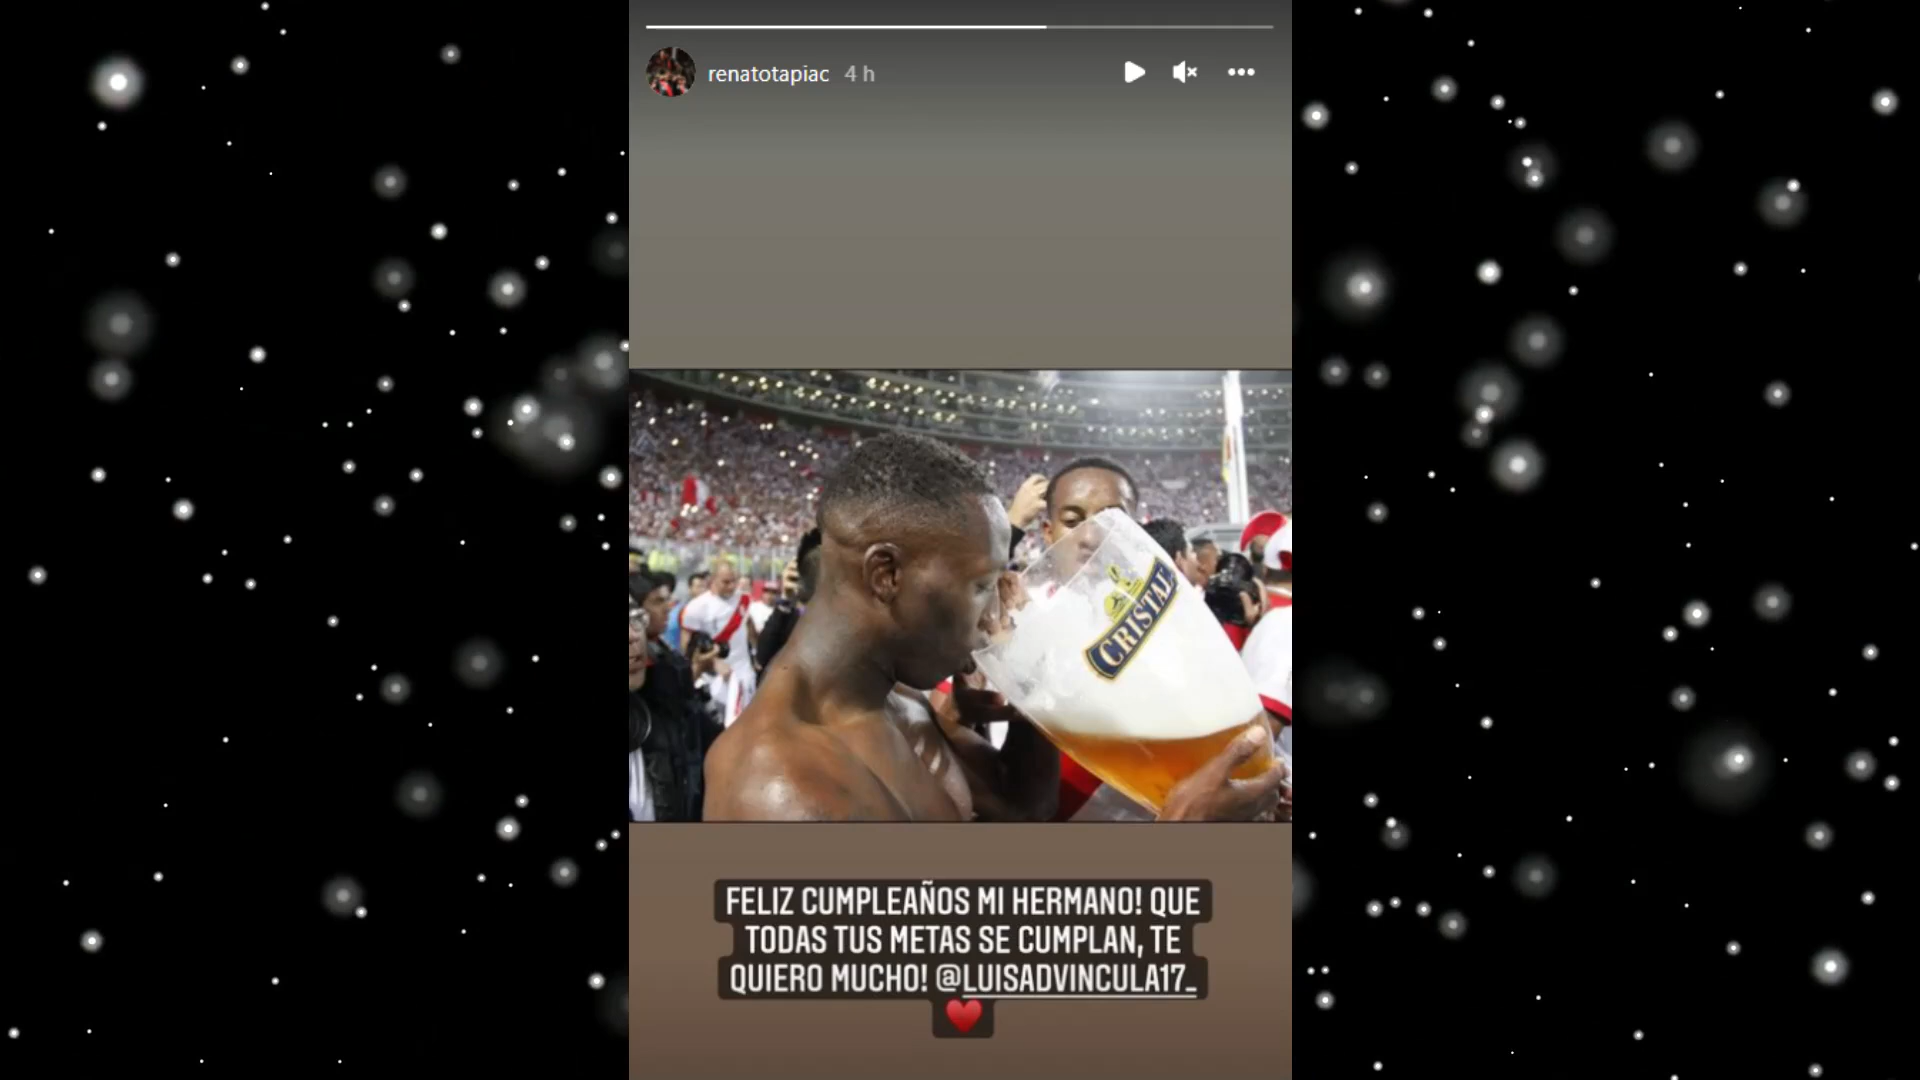 renatotapiac 4 h
CRISTAL
FELIZ CUMPLEAÑOS MI HERMANO! QUE
TODAS TUS METAS SE CUMPLAN, TE
QUIERO MUCHO! @LUISADVINCULA17_